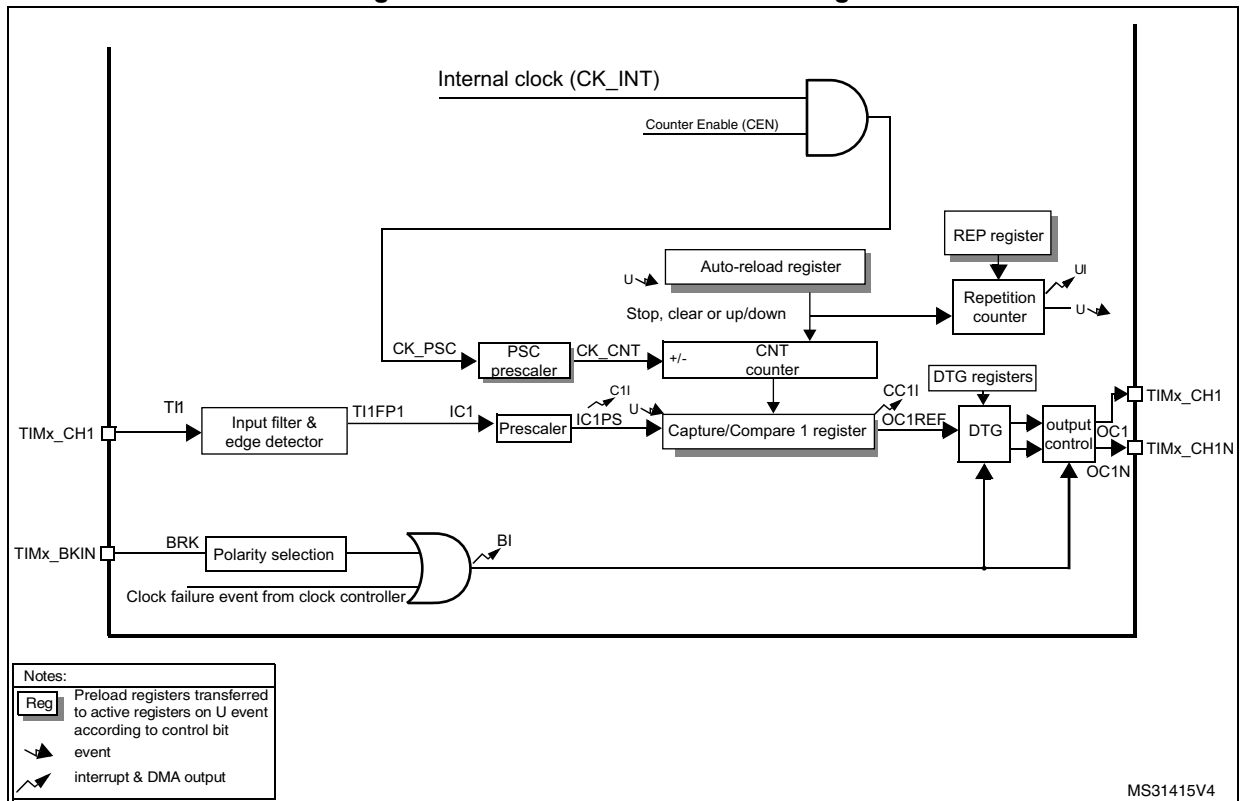 Internal clock (CK_INT)
Counter Enable (CEN)
REP register
Auto-reload register
U
UI
Repetition
counter
U
Stop, clear or up/down
CK_PSC
PSC
prescaler
CK_CNT
+/-
CNT
counter
DTG registers
TIMx_CH1
TI1
Input filter &
edge detector
TI1FP1
IC1
Prescaler
C1I
U
IC1PS
Capture/Compare 1 register
CC1I
OC1REF
DTG
output
control
OC1
TIMx_CH1
TIMx_CH1N
OC1N
TIMx_BKIN
BRK
Polarity selection
BI
Clock failure event from clock controller
Notes:
Reg
Preload registers transferred
to active registers on U event
according to control bit
event
interrupt & DMA output
MS31415V4